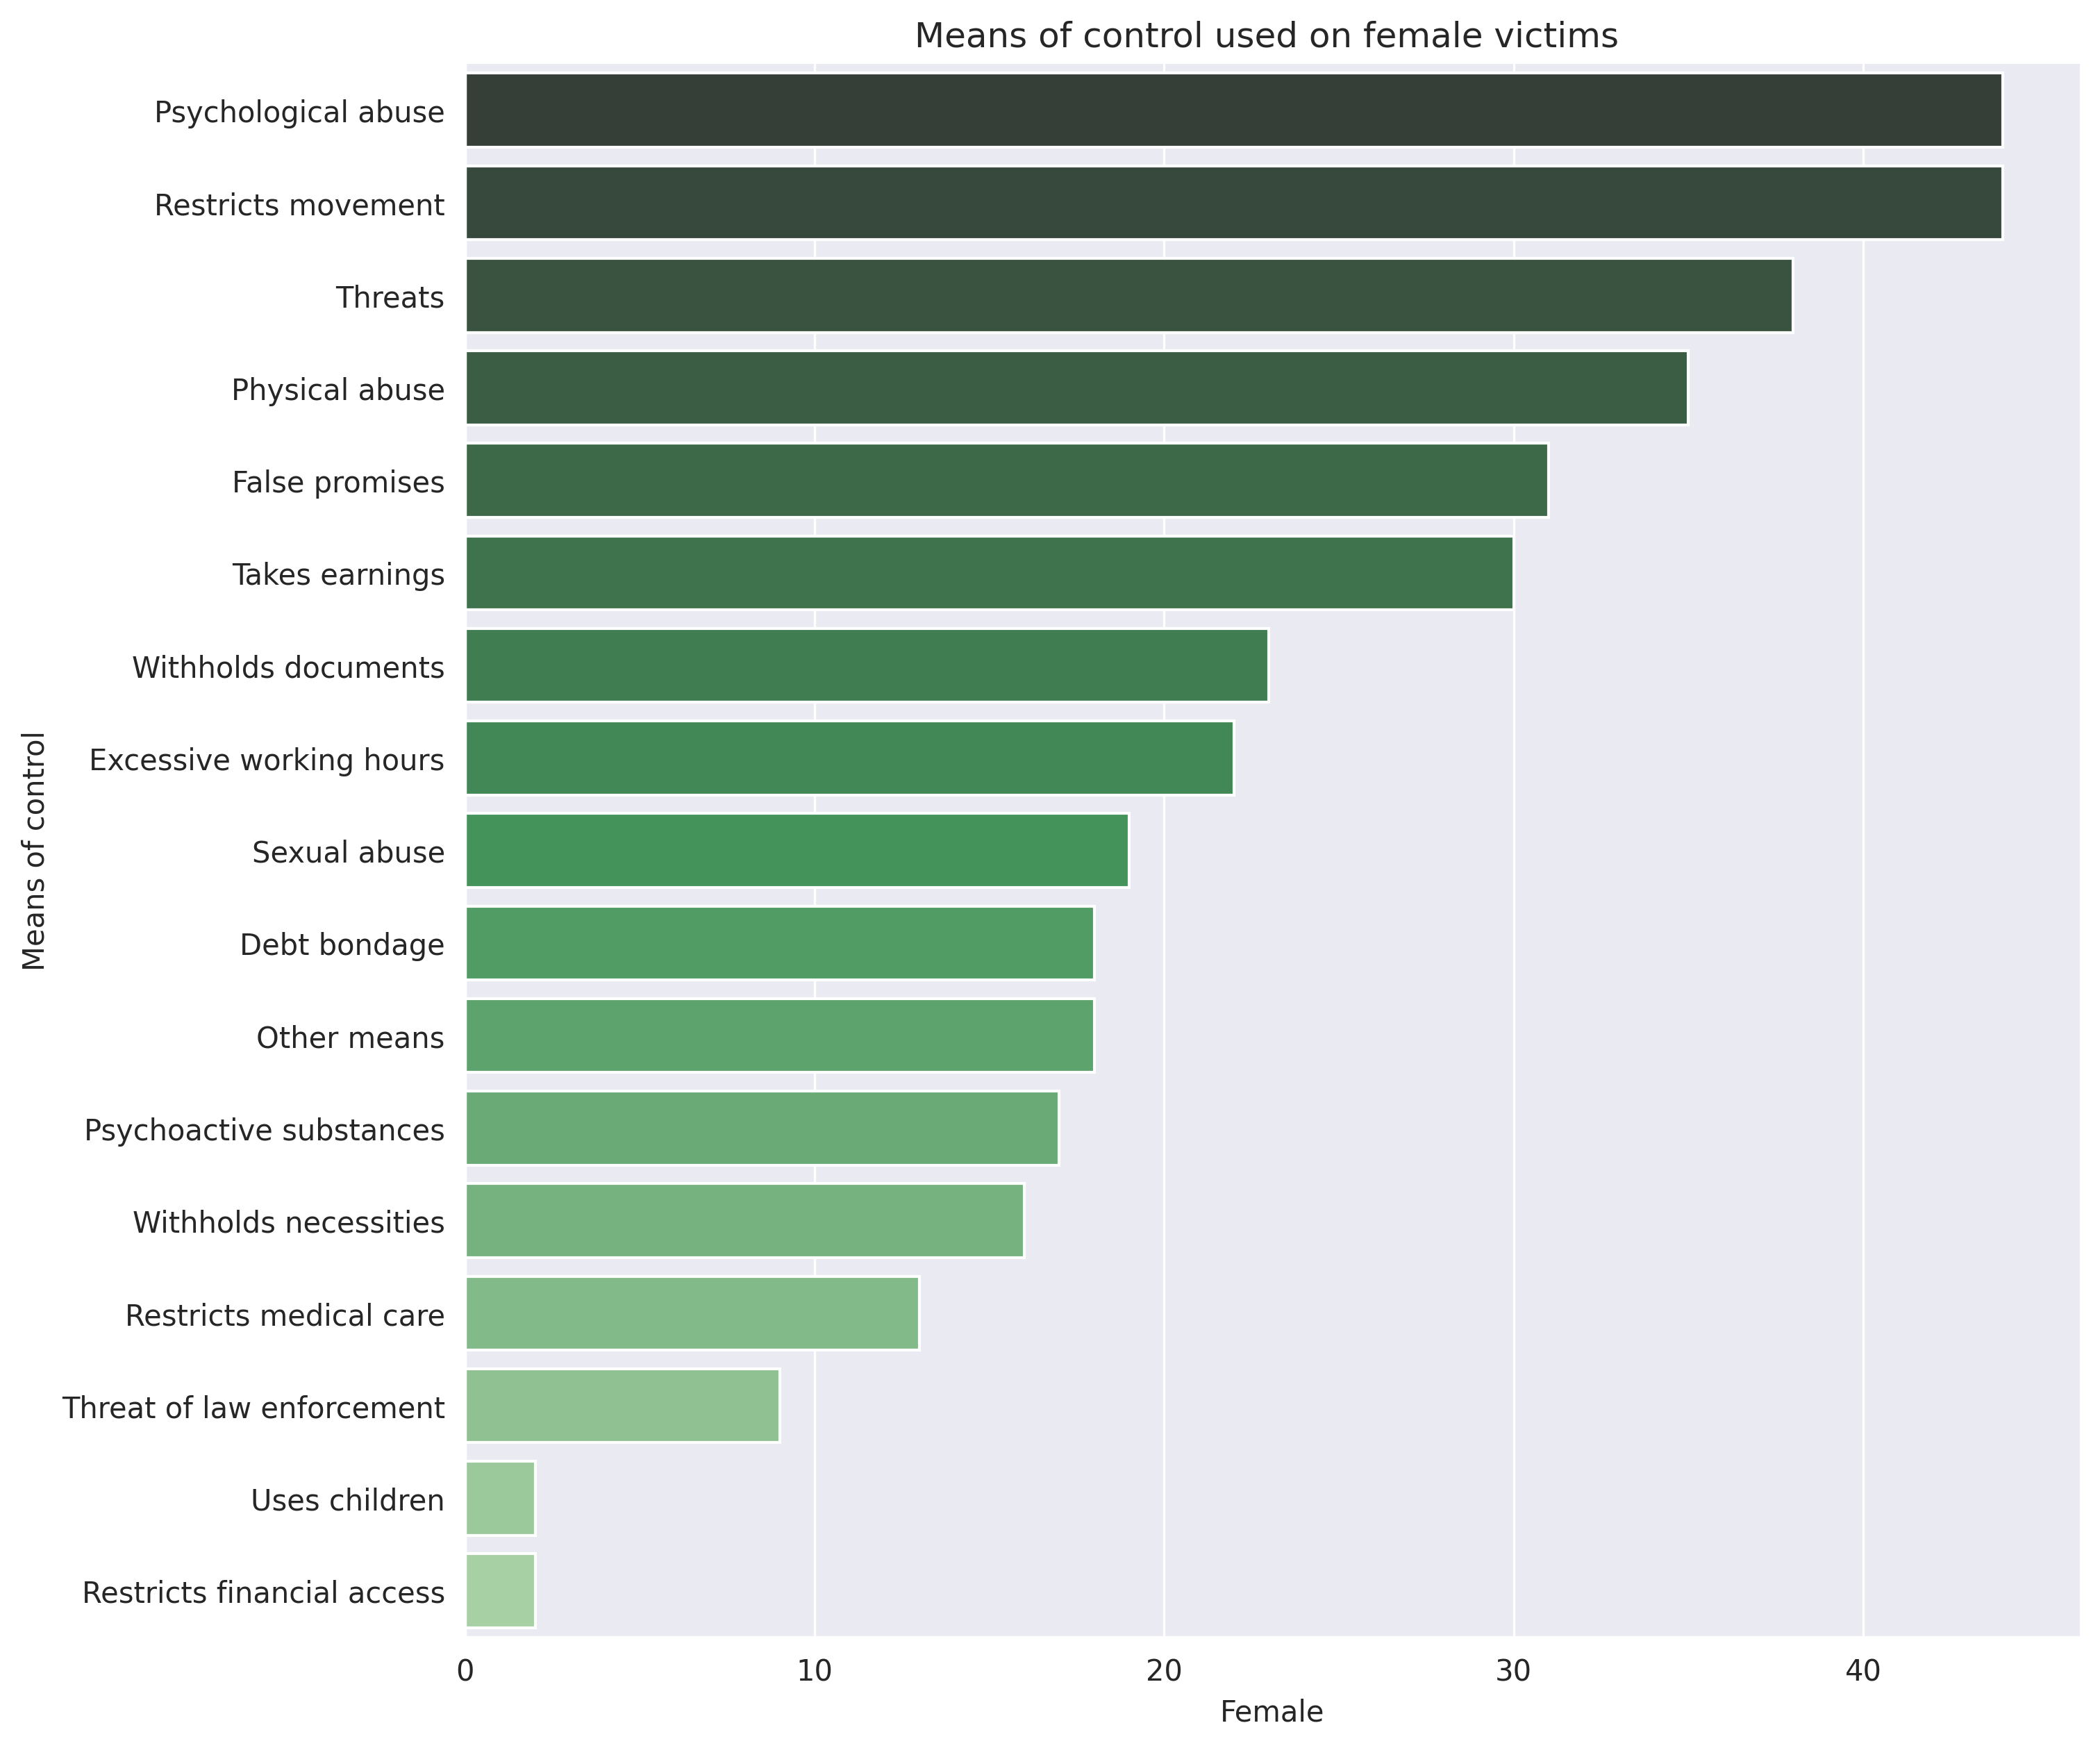 Means of control used on female victims
Psychological abuse
Restricts movement
Threats
Physical abuse
False promises
Takes earnings
Withholds documents
Excessive working hours
Sexual abuse
Debt bondage
Other means
Psychoactive substances
Withholds necessities
Restricts medical care
Threat of law enforcement
Uses children
Restricts financial access
Means of control
0 10 20 30 40
Female